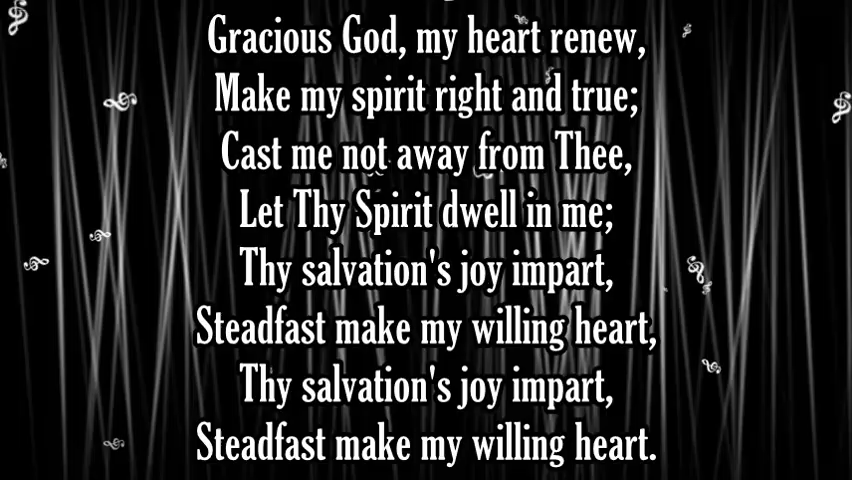 Gracious God, my heart renew,
Make my spirit right and true;
Cast me not away from Thee,
Let Thy Spirit dwell in me;
Thy salvation's joy impart,
Steadfast make my willing heart,
Thy salvation's joy impart,
Steadfast make my willing heart.